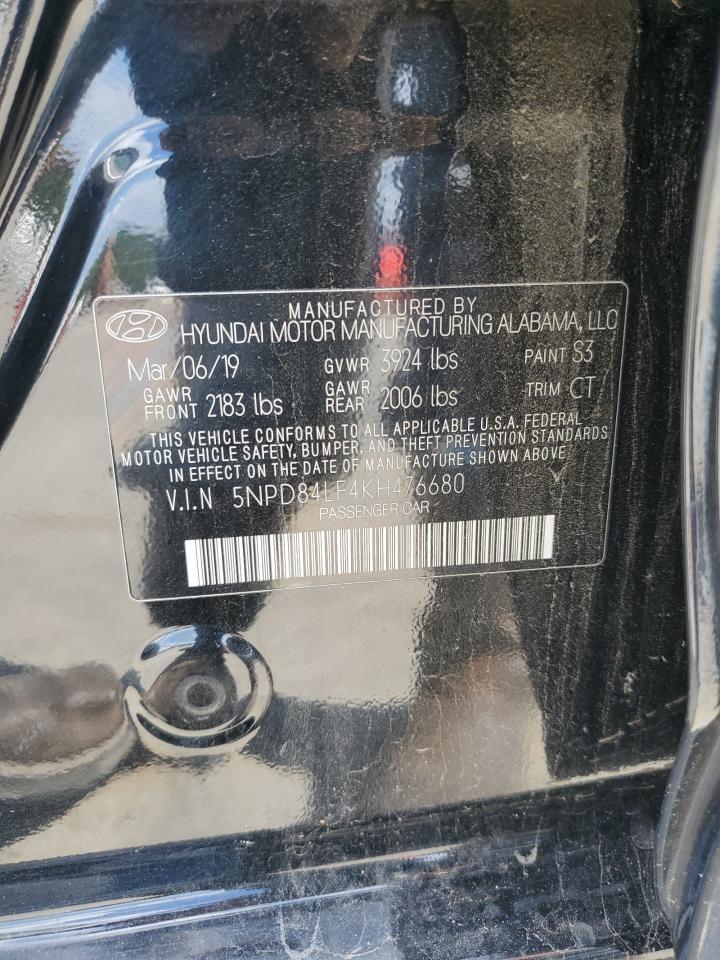 MANUFACTURED BY
HYUNDAI MOTOR MANUFACTURING ALABAMA, LLC
Mar/06/19 GVWR 3924 lbs PAINT S3
GAWR FRONT 2183 lbs GAWR REAR 2006 lbs TRIM CT
THIS VEHICLE CONFORMS TO ALL APPLICABLE U.S.A. FEDERAL
MOTOR VEHICLE SAFETY, BUMPER, AND THEFT PREVENTION STANDARDS
IN EFFECT ON THE DATE OF MANUFACTURE SHOWN ABOVE
V.I.N 5NPD84LF4KH476680
PASSENGER CAR